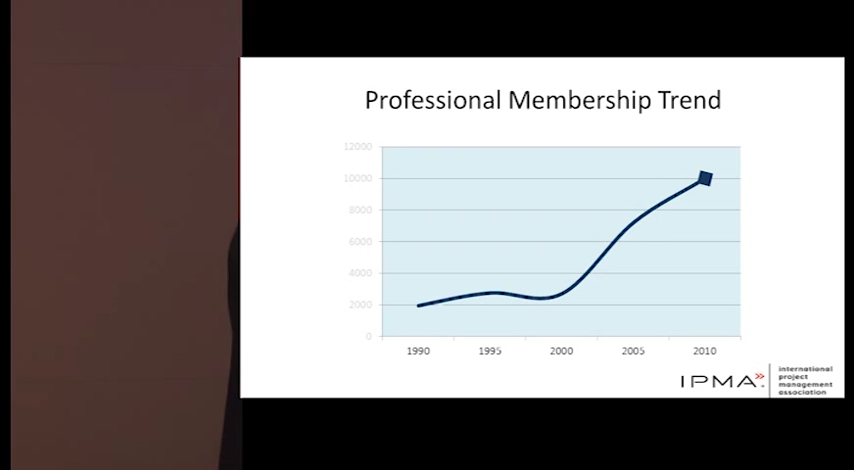 Professional Membership Trend
12000
10000
8000
6000
4000
2000
0
1990 1995 2000 2005 2010
IPMA
international
project
management
association